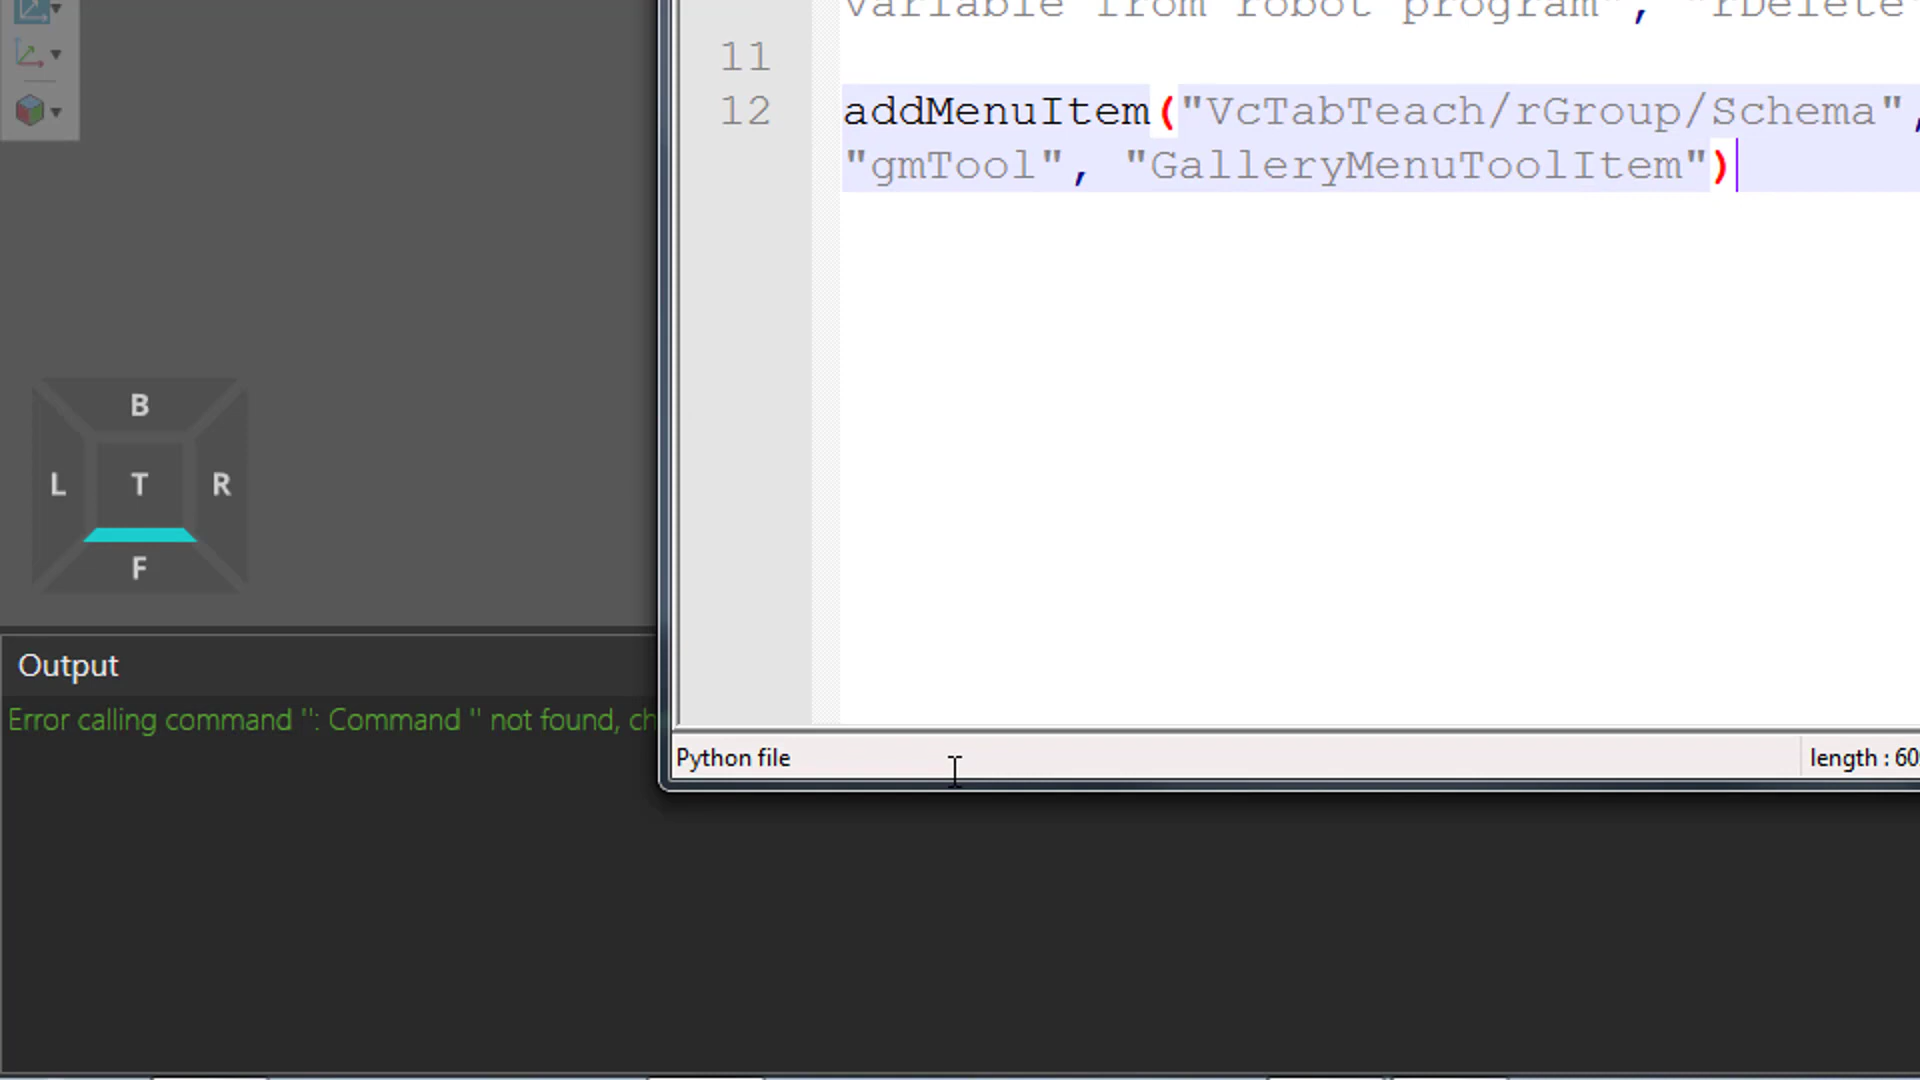 variable from robot program", "rDelete"
11
12 addMenuItem("VcTabTeach/rGroup/Schema",
"gmTool", "GalleryMenuToolItem")
B
L T R
F
Output
Error calling command '': Command '' not found, ch
Python file
length : 60